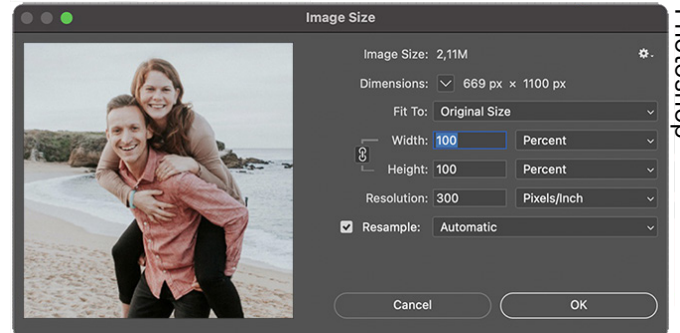 Image Size
Image Size: 2,11M
Dimensions: 669 px × 1100 px
Fit To: Original Size
Width: 100 Percent
Height: 100 Percent
Resolution: 300 Pixels/Inch
Resample: Automatic
Cancel OK